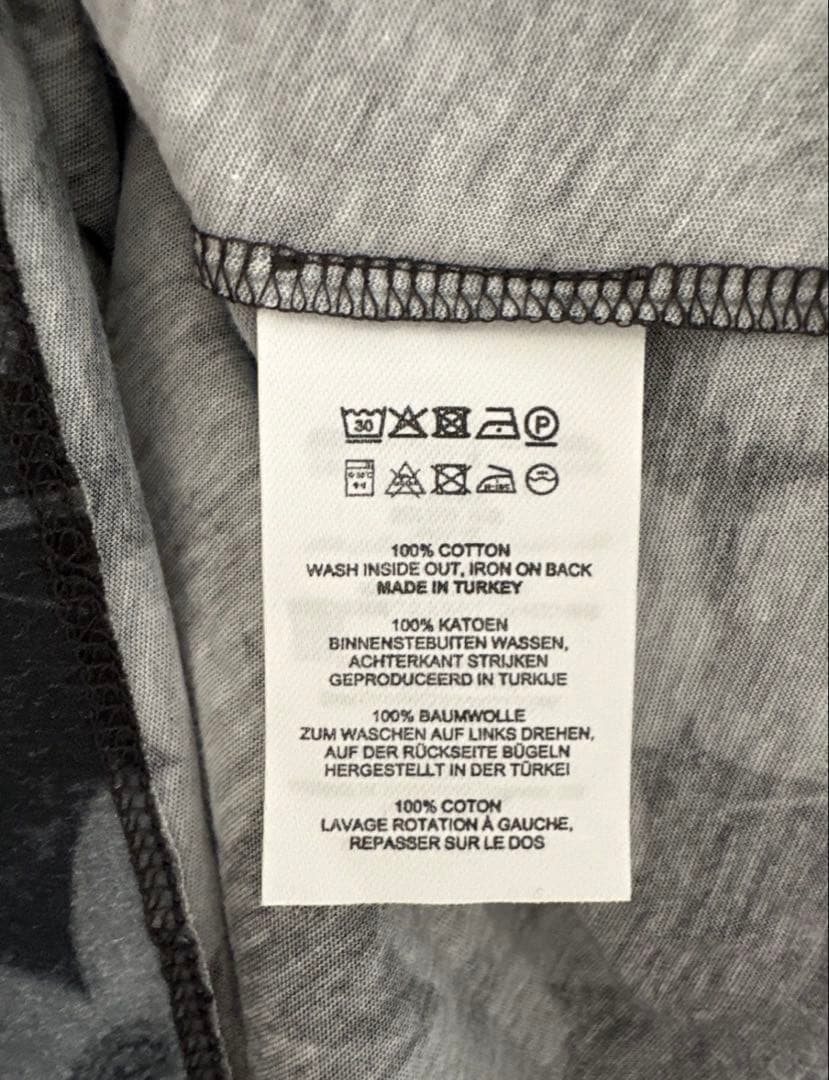 30 P
100% COTTON
WASH INSIDE OUT, IRON ON BACK
MADE IN TURKEY
100% KATOEN
BINNENSTEBUITEN WASSEN,
ACHTERKANT STRIJKEN
GEPRODUCEERD IN TURKIJE
100% BAUMWOLLE
ZUM WASCHEN AUF LINKS DREHEN,
AUF DER RÜCKSEITE BÜGELN
HERGESTELLT IN DER TÜRKEI
100% COTON
LAVAGE ROTATION À GAUCHE,
REPASSER SUR LE DOS